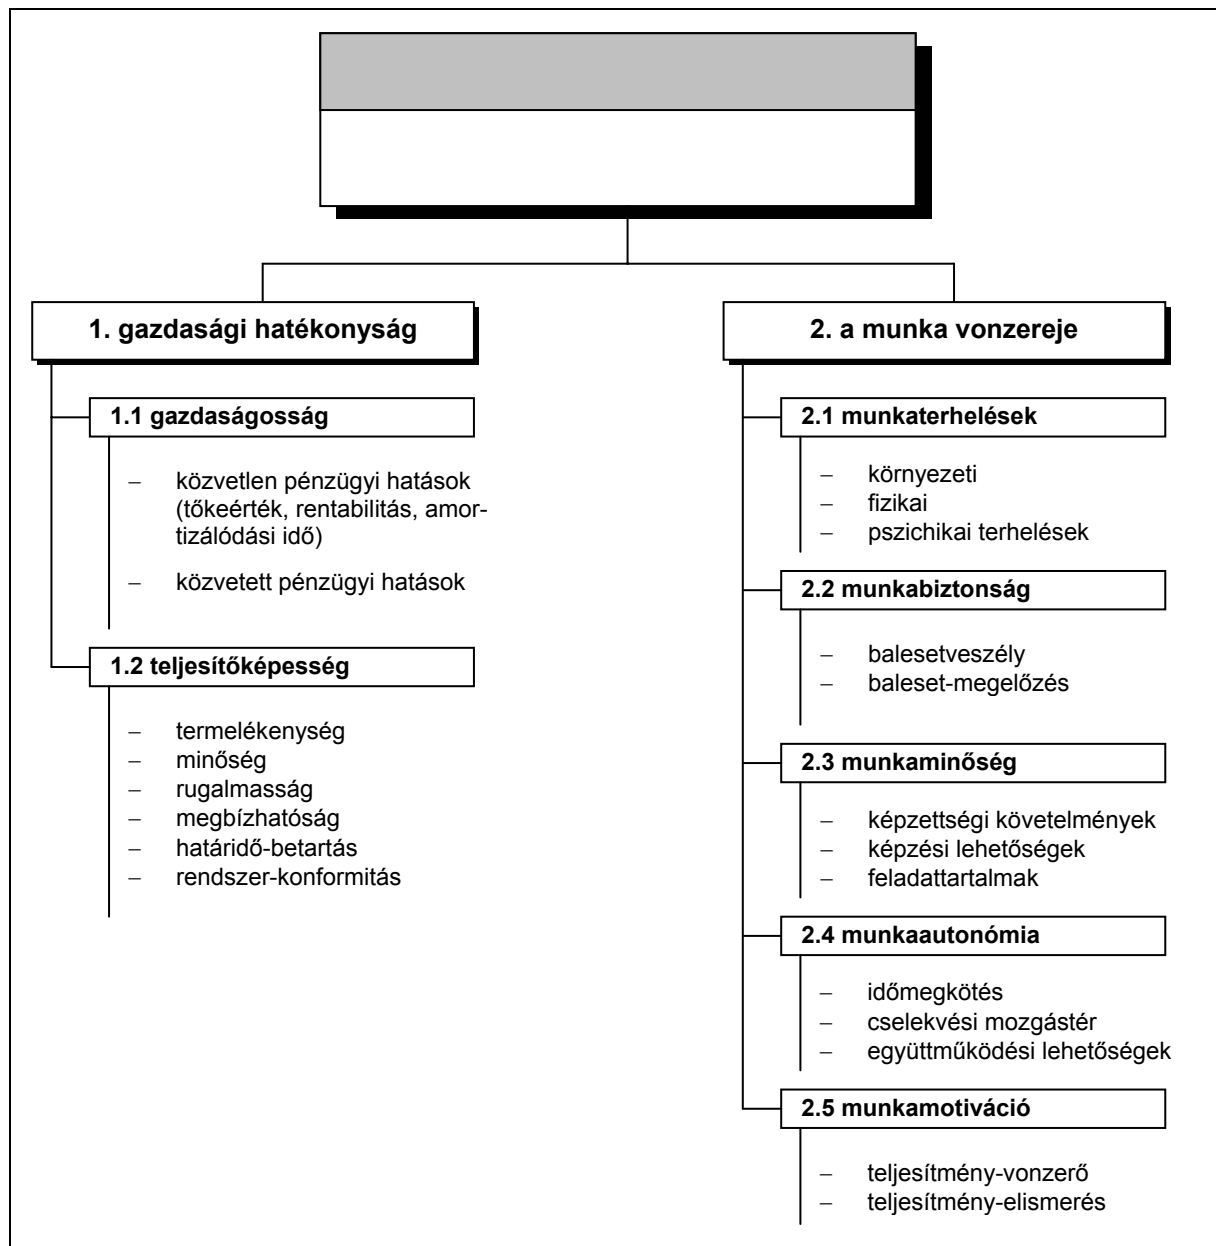 1. gazdasági hatékonyság
1.1 gazdaságosság
– közvetlen pénzügyi hatások
(tőkeérték, rentabilitás, amor-
tizálódási idő)
– közvetett pénzügyi hatások
1.2 teljesítőképesség
– termelékenység
– minőség
– rugalmasság
– megbízhatóság
– határidő-betartás
– rendszer-konformitás
2. a munka vonzereje
2.1 munkaterhelések
– környezeti
– fizikai
– pszichikai terhelések
2.2 munkabiztonság
– balesetveszély
– baleset-megelőzés
2.3 munkaminőség
– képzettségi követelmények
– képzési lehetőségek
– feladattartalmak
2.4 munkaautonómia
– időmegkötés
– cselekvési mozgástér
– együttműködési lehetőségek
2.5 munkamotiváció
– teljesítmény-vonzerő
– teljesítmény-elismerés